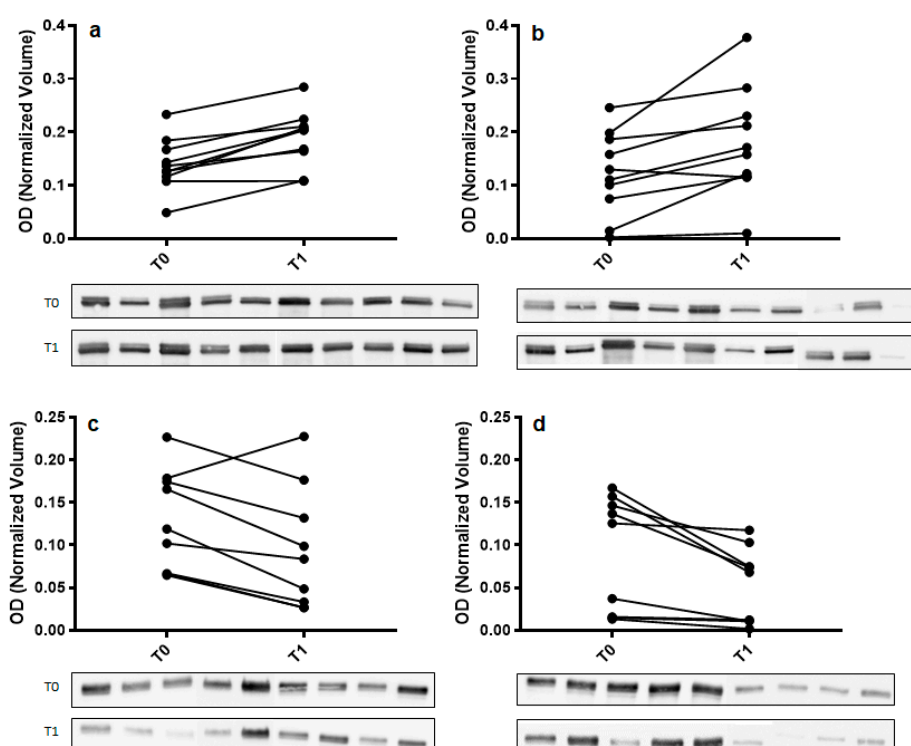 a
OD (Normalized Volume)
0.4
0.3
0.2
0.1
0.0
T0
T1
T0
T1
b
OD (Normalized Volume)
0.4
0.3
0.2
0.1
0.0
T0
T1
c
OD (Normalized Volume)
0.25
0.20
0.15
0.10
0.05
0.00
T0
T1
T0
T1
d
OD (Normalized Volume)
0.25
0.20
0.15
0.10
0.05
0.00
T0
T1